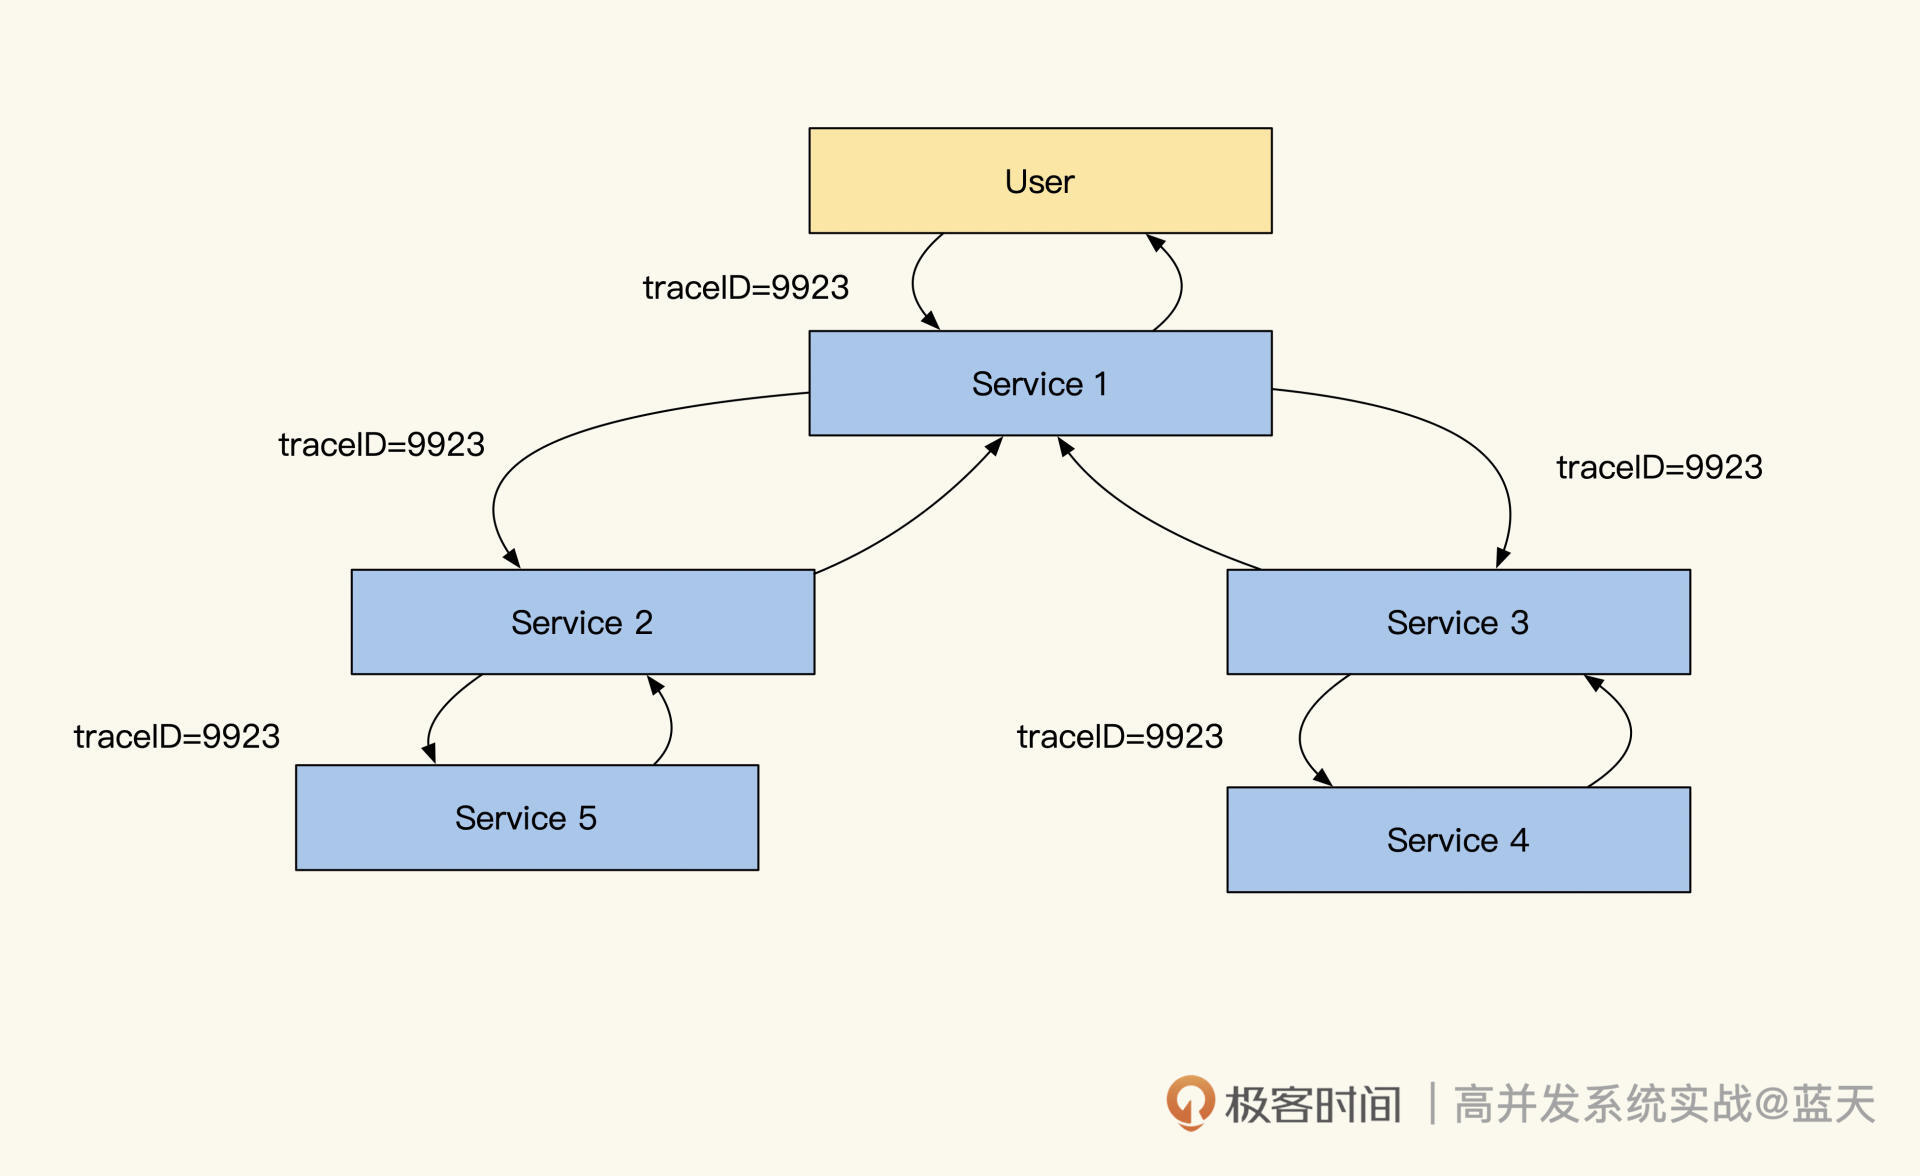 User
traceID=9923
Service 1
traceID=9923
traceID=9923
Service 2
Service 3
traceID=9923
traceID=9923
Service 5
Service 4
极客时间 | 高并发系统实战@蓝天